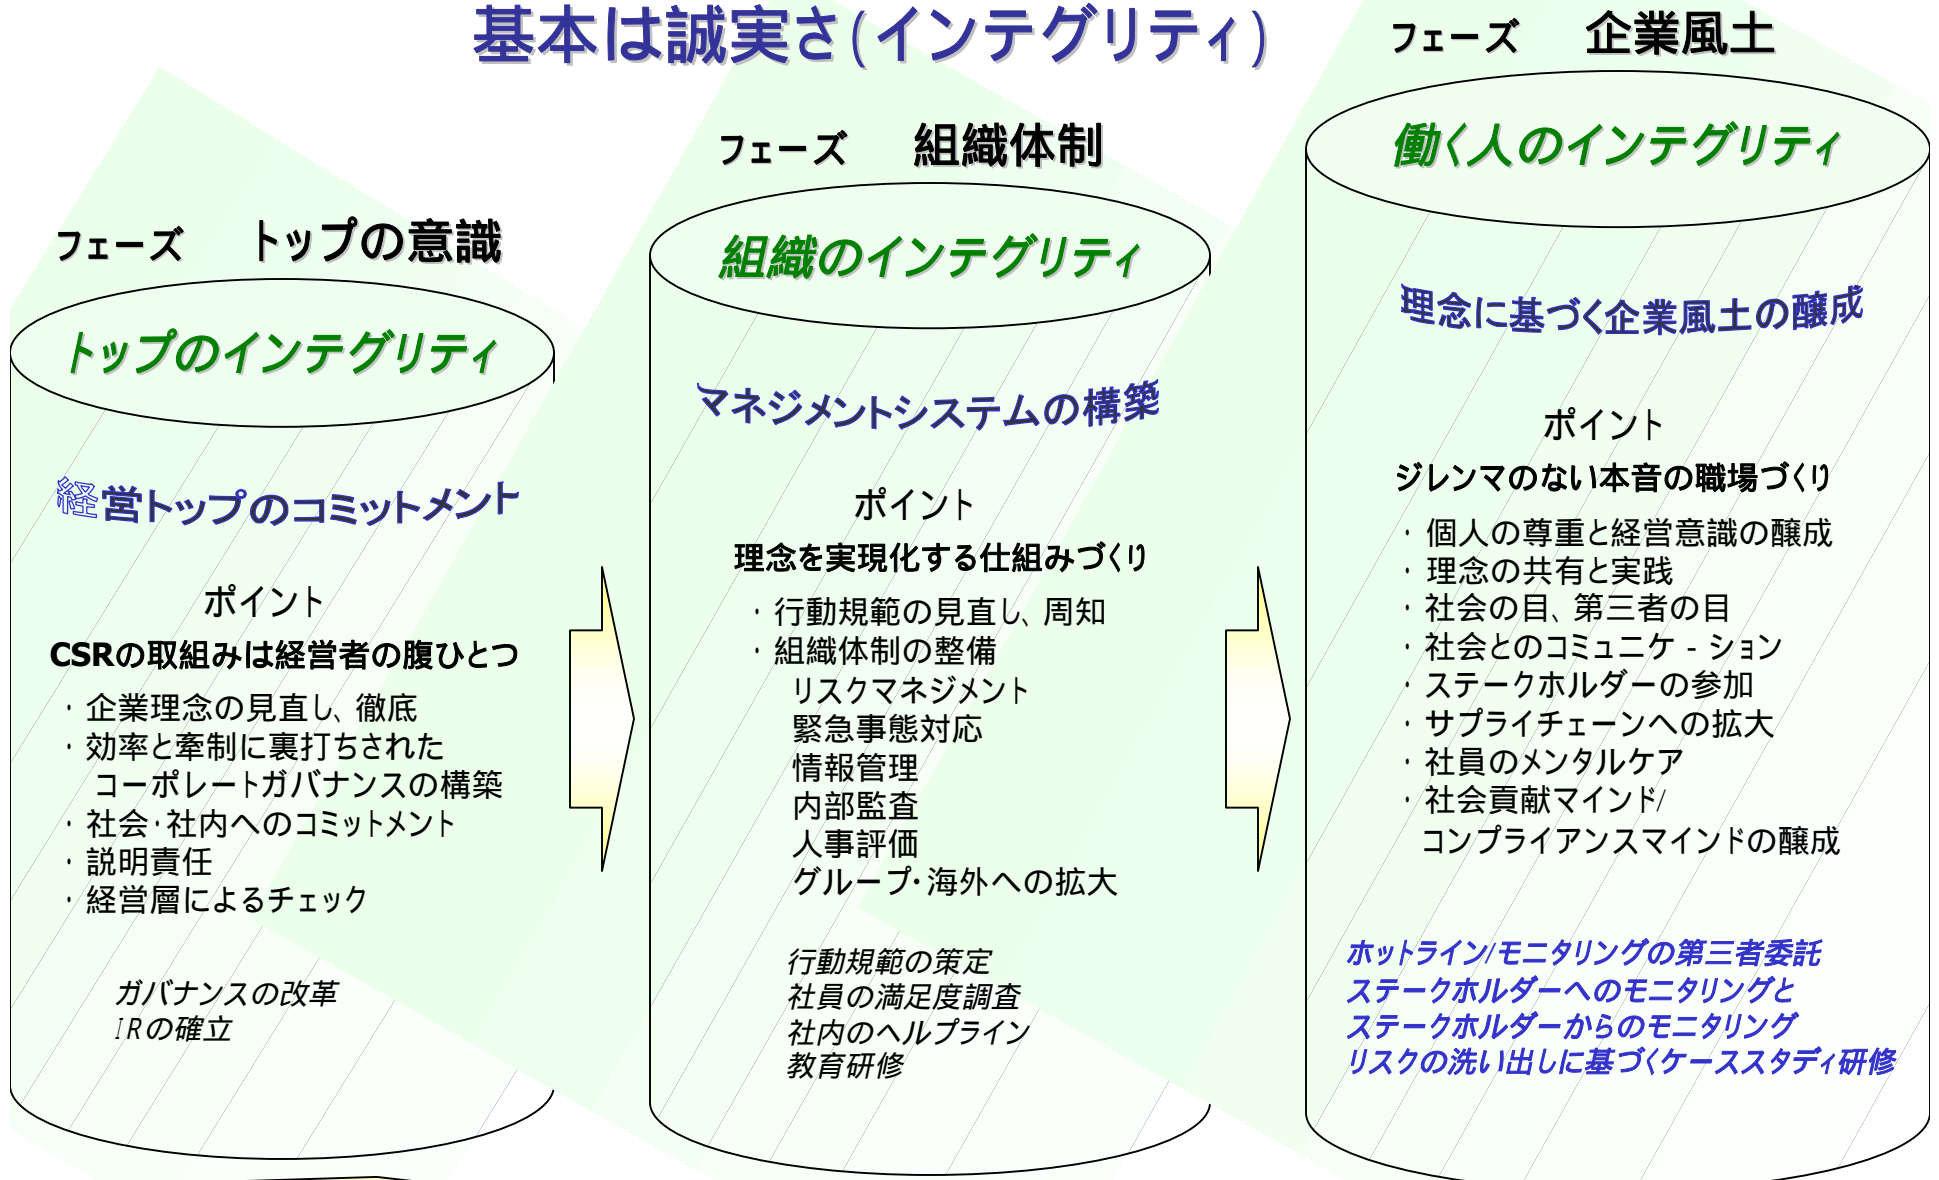 基本は誠実さ(インテグリティ)
フェーズ　トップの意識
トップのインテグリティ
経営トップのコミットメント
ポイント
CSRの取組みは経営者の腹ひとつ
・企業理念の見直し、徹底
・効率と牽制に裏打ちされた
コーポレートガバナンスの構築
・社会・社内へのコミットメント
・説明責任
・経営層によるチェック
ガバナンスの改革
IRの確立
フェーズ　組織体制
組織のインテグリティ
マネジメントシステムの構築
ポイント
理念を実現化する仕組みづくり
・行動規範の見直し、周知
・組織体制の整備
リスクマネジメント
緊急事態対応
情報管理
内部監査
人事評価
グループ・海外への拡大
行動規範の策定
社員の満足度調査
社内のヘルプライン
教育研修
フェーズ　企業風土
働く人のインテグリティ
理念に基づく企業風土の醸成
ポイント
ジレンマのない本音の職場づくり
・個人の尊重と経営意識の醸成
・理念の共有と実践
・社会の目、第三者の目
・社会とのコミュニケ-ション
・ステークホルダーの参加
・サプライチェーンへの拡大
・社員のメンタルケア
・社会貢献マインド/
コンプライアンスマインドの醸成
ホットライン/モニタリングの第三者委託
ステークホルダーへのモニタリングと
ステークホルダーからのモニタリング
リスクの洗い出しに基づくケーススタディ研修